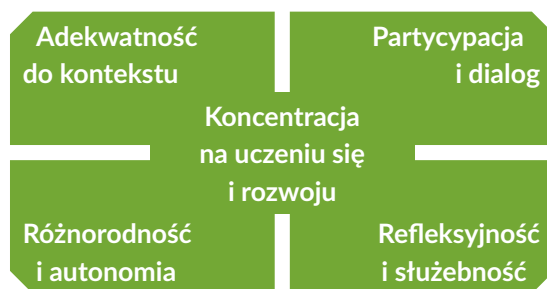 Adekwatność
do kontekstu
Partycypacja
i dialog
Koncentracja
na uczeniu się
i rozwoju
Różnorodność
i autonomia
Refleksyjność
i służebność